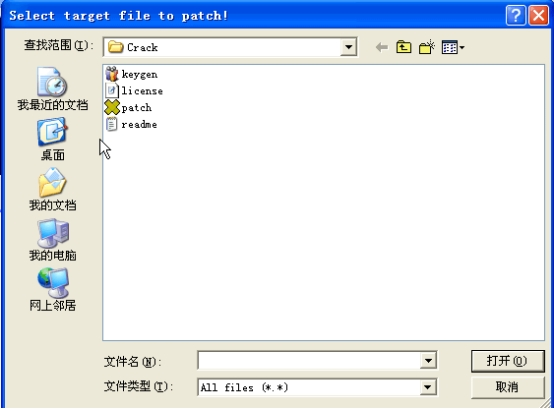 Select target file to patch!
查找范围(I):
Crack
keygen
license
patch
readme
我最近的文档
桌面
我的文档
我的电脑
网上邻居
文件名(N):
打开(O)
文件类型(T):
All files (*.*)
取消